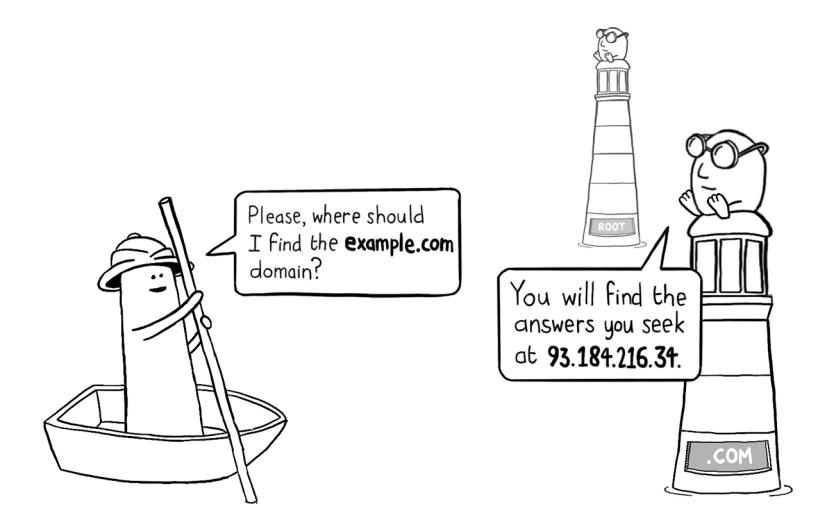 Please, where should
I find the example.com
domain?
ROOT
You will find the
answers you seek
at 93.184.216.34.
.COM